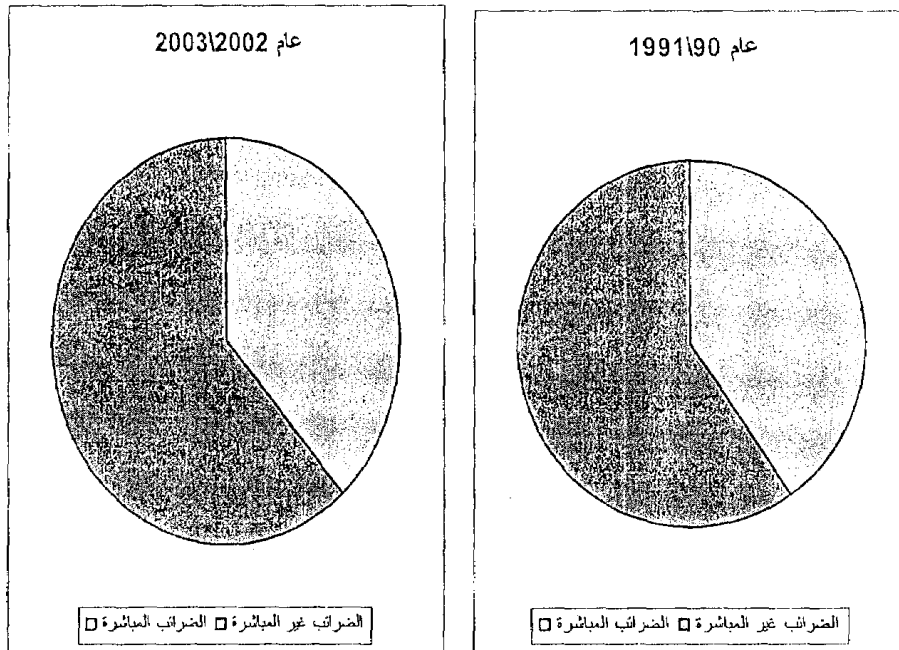 عام 90\1991
الضرائب المباشرة الضرائب غير المباشرة
عام 2002\2003
الضرائب المباشرة الضرائب غير المباشرة